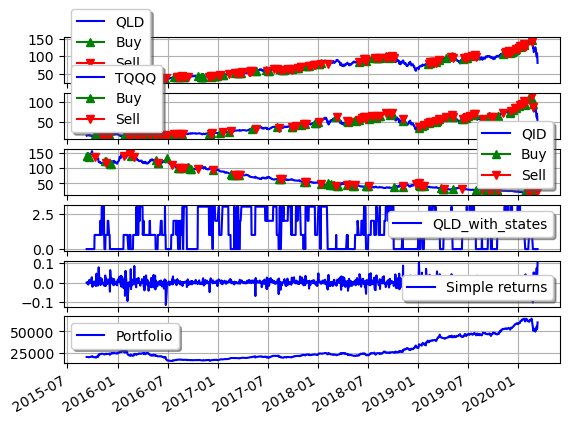 QLD
Buy
Sell
150
100
50
TQQQ
Buy
Sell
100
50
QID
Buy
Sell
150
100
50
2.5
0.0
QLD_with_states
0.1
0.0
−0.1
Simple returns
50000
25000
Portfolio
2015-07
2016-01
2016-07
2017-01
2017-07
2018-01
2018-07
2019-01
2019-07
2020-01